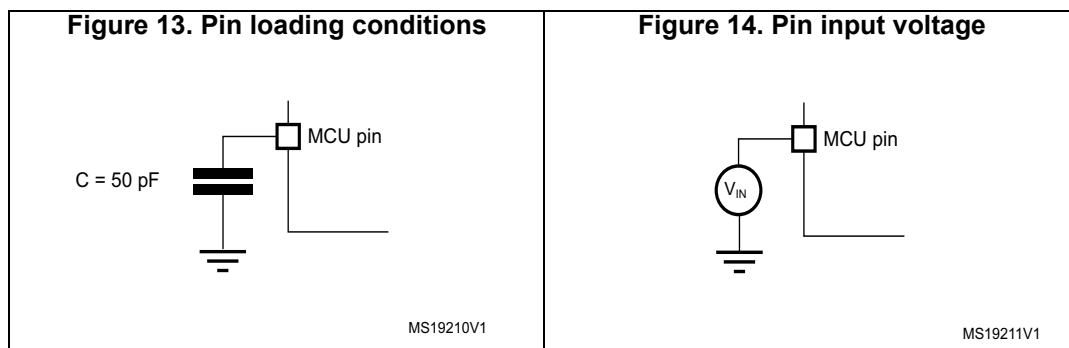 Figure 13. Pin loading conditions
MCU pin
C = 50 pF
MS19210V1
Figure 14. Pin input voltage
MCU pin
VIN
MS19211V1